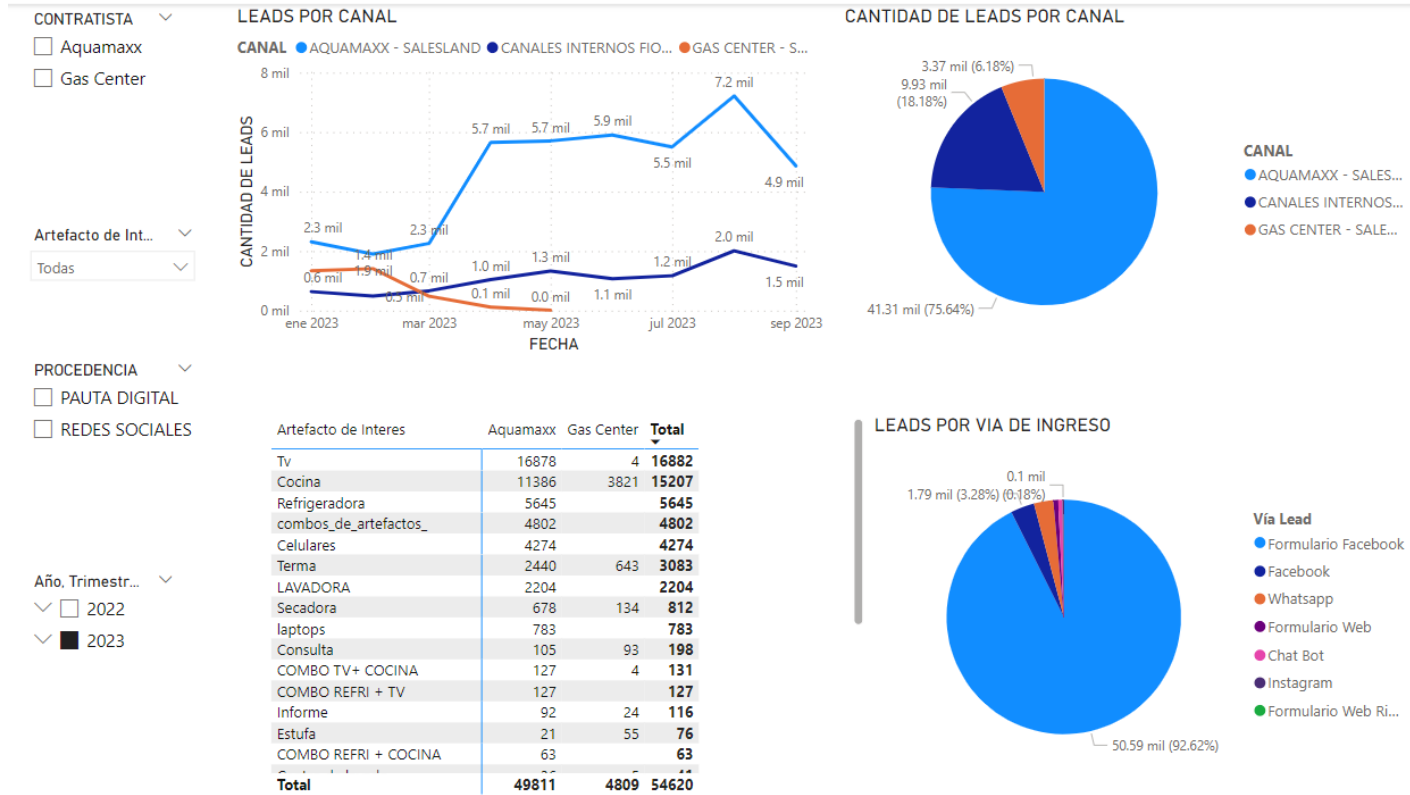 CONTRATISTA
Aquamaxx
Gas Center
Artefacto de Int...
Todas
PROCEDENCIA
PAUTA DIGITAL
REDES SOCIALES
Año, Trimestr...
2022
2023
LEADS POR CANAL
CANAL AQUAMAXX - SALESLAND CANALES INTERNOS FIO... GAS CENTER - S...
CANTIDAD DE LEADS
8 mil
6 mil
4 mil
2 mil
0 mil
2.3 mil
1.9 mil
2.3 mil
5.7 mil
5.7 mil
5.9 mil
5.5 mil
7.2 mil
4.9 mil
0.6 mil
0.5 mil
0.7 mil
1.0 mil
1.3 mil
1.1 mil
1.2 mil
2.0 mil
1.5 mil
1.4 mil
0.1 mil
0.0 mil
ene 2023 mar 2023 may 2023 jul 2023 sep 2023
FECHA
CANTIDAD DE LEADS POR CANAL
3.37 mil (6.18%)
9.93 mil
(18.18%)
41.31 mil (75.64%)
CANAL
AQUAMAXX - SALES...
CANALES INTERNOS...
GAS CENTER - SALE...
Artefacto de Interes Aquamaxx Gas Center Total
Tv 16878 4 16882
Cocina 11386 3821 15207
Refrigeradora 5645 5645
combos_de_artefactos_ 4802 4802
Celulares 4274 4274
Terma 2440 643 3083
LAVADORA 2204 2204
Secadora 678 134 812
laptops 783 783
Consulta 105 93 198
COMBO TV+ COCINA 127 4 131
COMBO REFRI + TV 127 127
Informe 92 24 116
Estufa 21 55 76
COMBO REFRI + COCINA 63 63
Total 49811 4809 54620
LEADS POR VIA DE INGRESO
0.1 mil
1.79 mil (3.28%) (0.18%)
50.59 mil (92.62%)
Vía Lead
Formulario Facebook
Facebook
Whatsapp
Formulario Web
Chat Bot
Instagram
Formulario Web Ri...